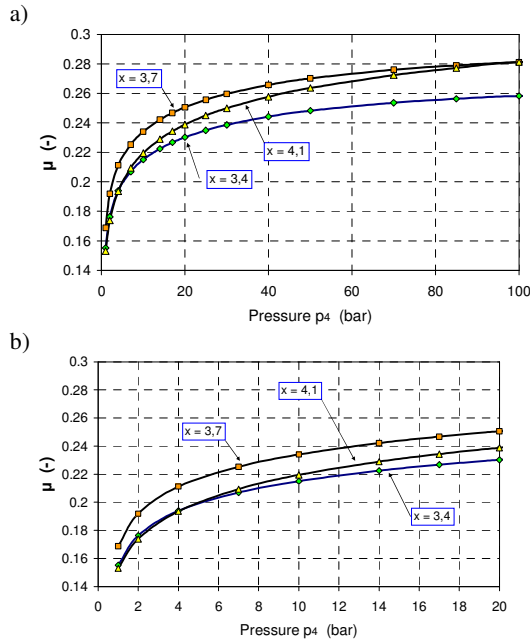 a)
0.3
0.28
0.26
0.24
0.22
0.2
0.18
0.16
0.14
μ (-)
x = 3,7
x = 4,1
x = 3,4
0 20 40 60 80 100
Pressure p4 (bar)
b)
0.3
0.28
0.26
0.24
0.22
0.2
0.18
0.16
0.14
μ (-)
x = 4,1
x = 3,7
x = 3,4
0 2 4 6 8 10 12 14 16 18 20
Pressure p4 (bar)